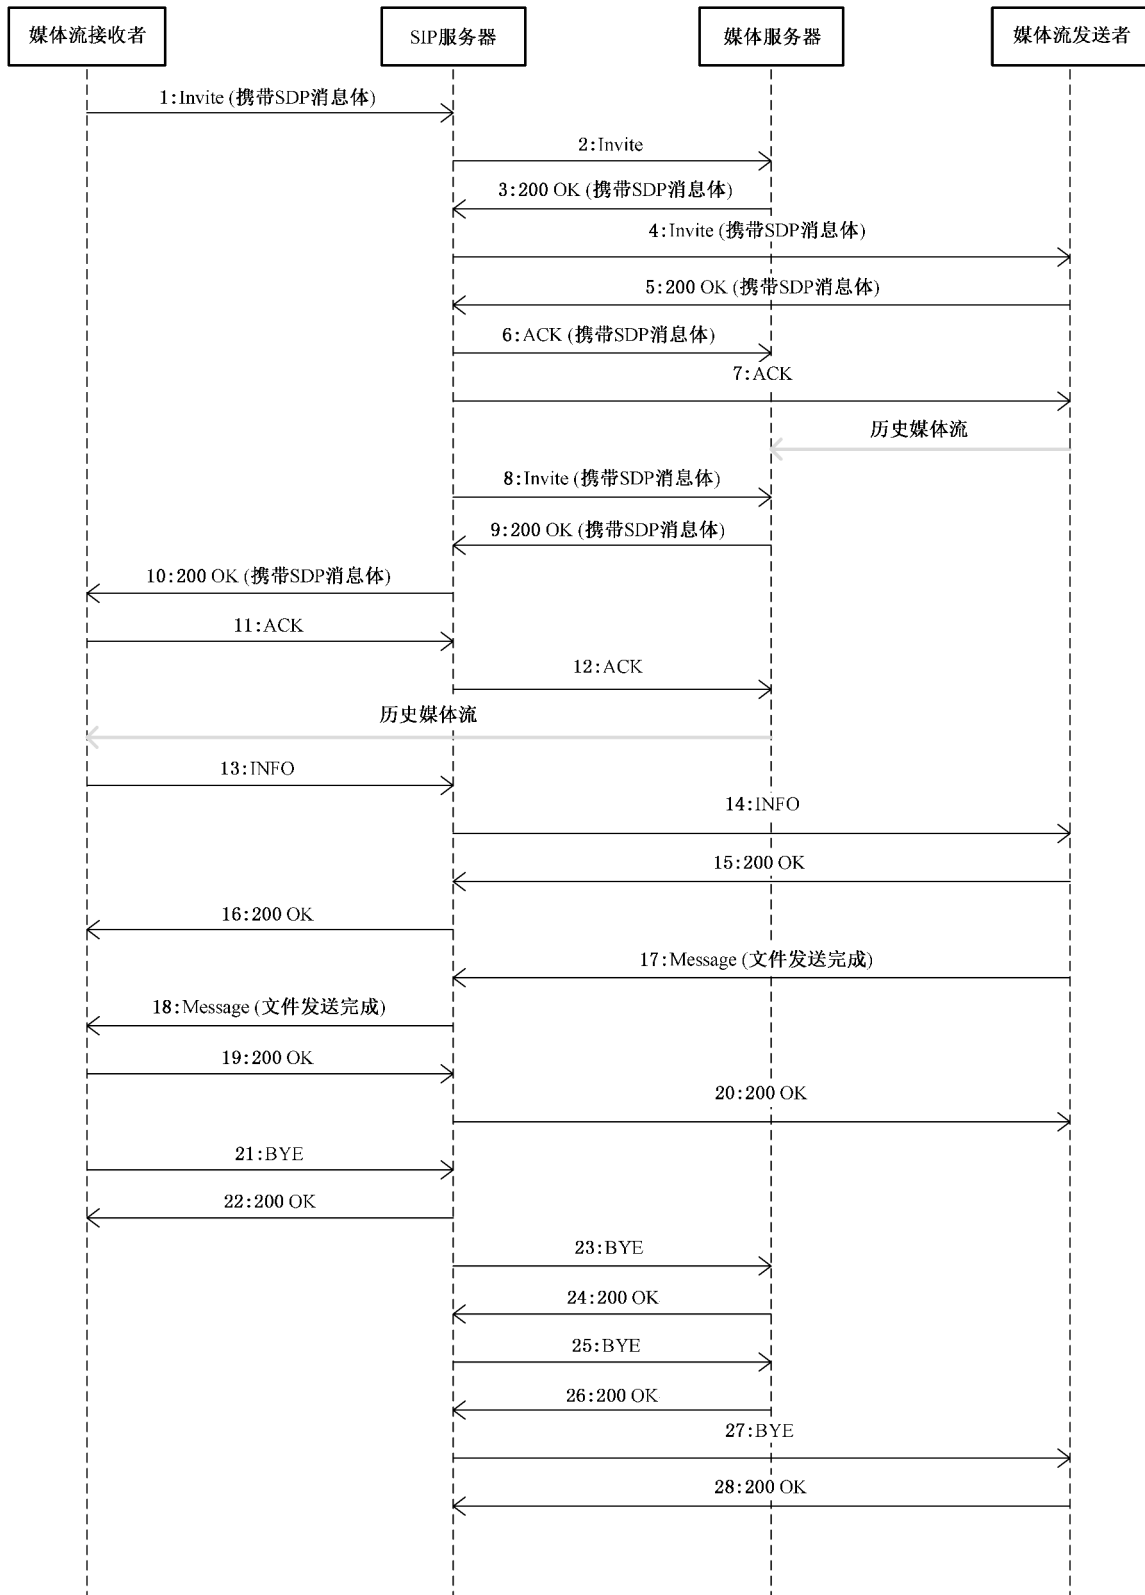 媒体流接收者
SIP服务器
媒体服务器
媒体流发送者
1:Invite (携带SDP消息体)
2:Invite
3:200 OK (携带SDP消息体)
4:Invite (携带SDP消息体)
5:200 OK (携带SDP消息体)
6:ACK (携带SDP消息体)
7:ACK
历史媒体流
8:Invite (携带SDP消息体)
9:200 OK (携带SDP消息体)
10:200 OK (携带SDP消息体)
11:ACK
12:ACK
历史媒体流
13:INFO
14:INFO
15:200 OK
16:200 OK
17:Message (文件发送完成)
18:Message (文件发送完成)
19:200 OK
20:200 OK
21:BYE
22:200 OK
23:BYE
24:200 OK
25:BYE
26:200 OK
27:BYE
28:200 OK